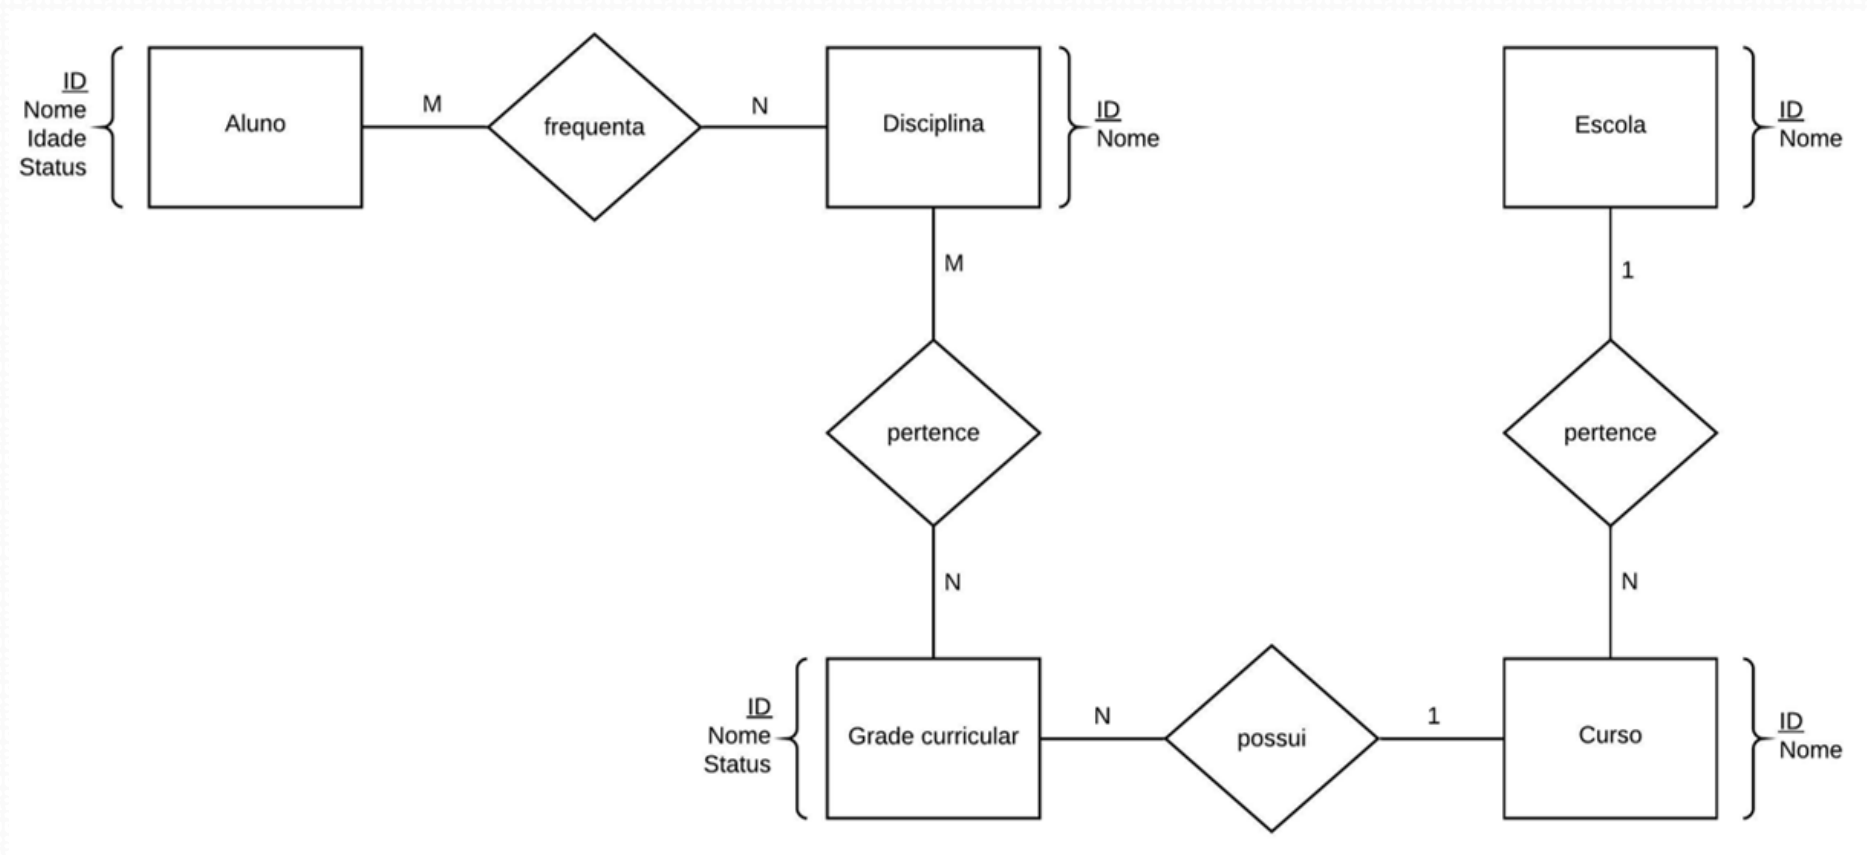 ID
Nome
Idade
Status
Aluno
M
frequenta
N
Disciplina
ID
Nome
Escola
ID
Nome
M
1
pertence
pertence
N
N
ID
Nome
Status
Grade curricular
N
possui
1
Curso
ID
Nome